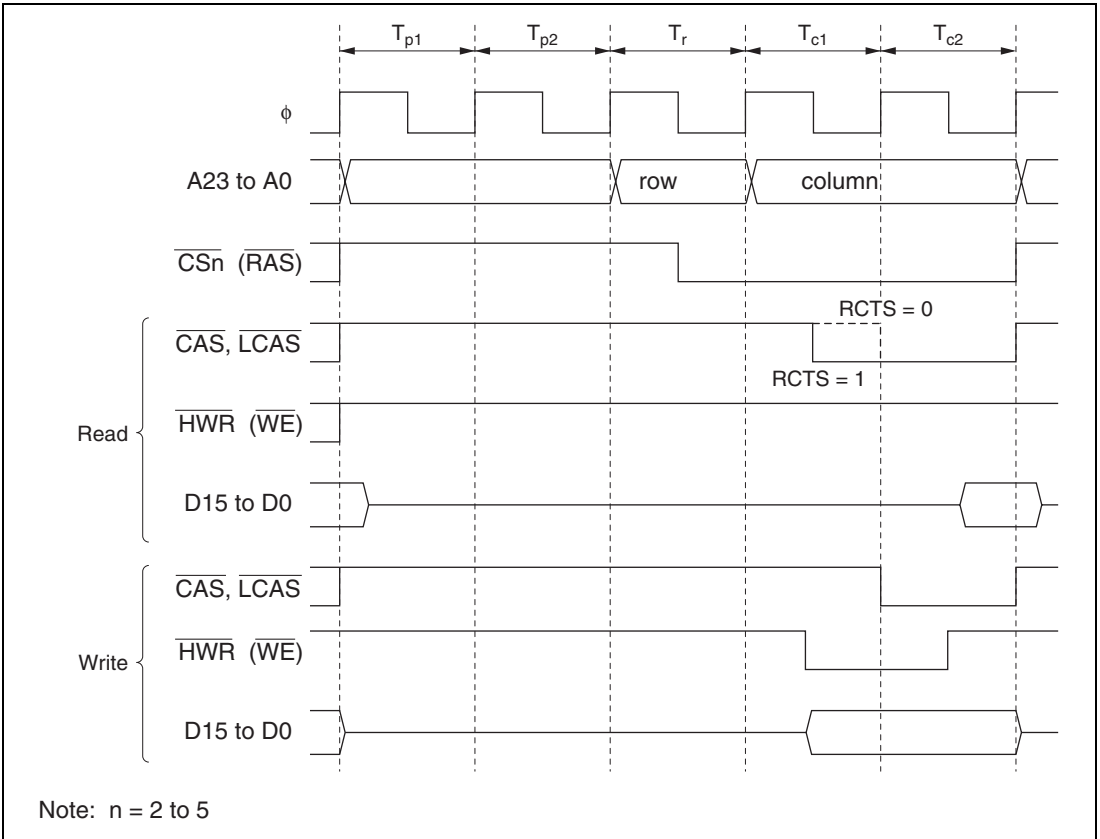 Tp1 Tp2 Tr Tc1 Tc2
ϕ
A23 to A0 row column
CSn (RAS)
RCTS = 0
CAS, LCAS
RCTS = 1
Read HWR (WE)
D15 to D0
CAS, LCAS
Write HWR (WE)
D15 to D0
Note: n = 2 to 5